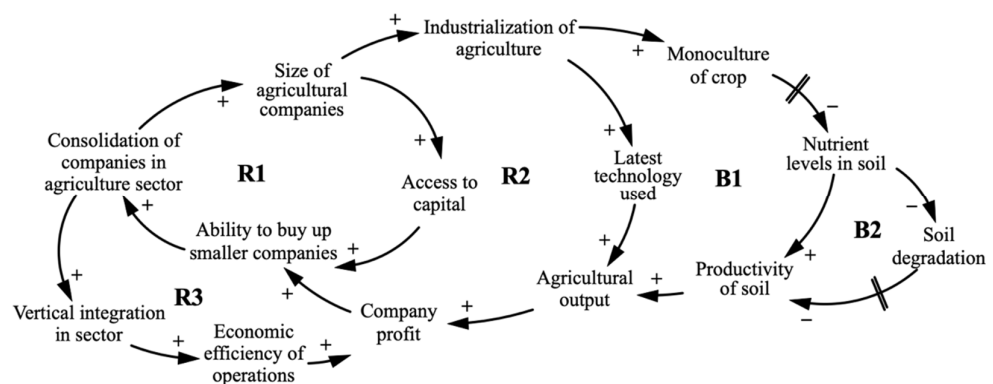 +
Industrialization of
agriculture
+
Monoculture
of crop
−
Size of
agricultural
companies
+
Consolidation of
companies in
agriculture sector
R1
+
Access to
capital
R2
+
Latest
technology
used
B1
Nutrient
levels in soil
−
B2
Soil
degradation
+
Ability to buy up
smaller companies
+
+
+
Productivity
of soil
−
+
Agricultural
output
+
Company
profit
+
+
R3
Vertical integration
in sector
+
Economic
efficiency of
operations
+